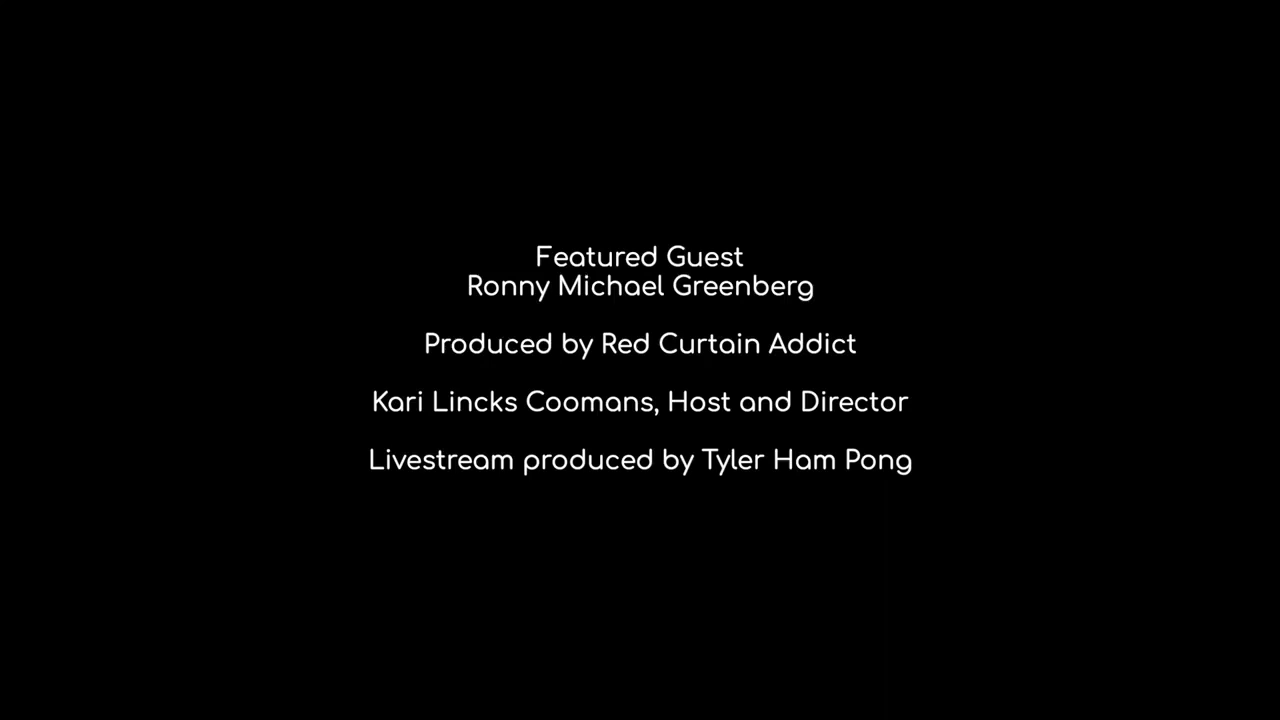 Featured Guest
Ronny Michael Greenberg
Produced by Red Curtain Addict
Kari Lincks Coomans, Host and Director
Livestream produced by Tyler Ham Pong